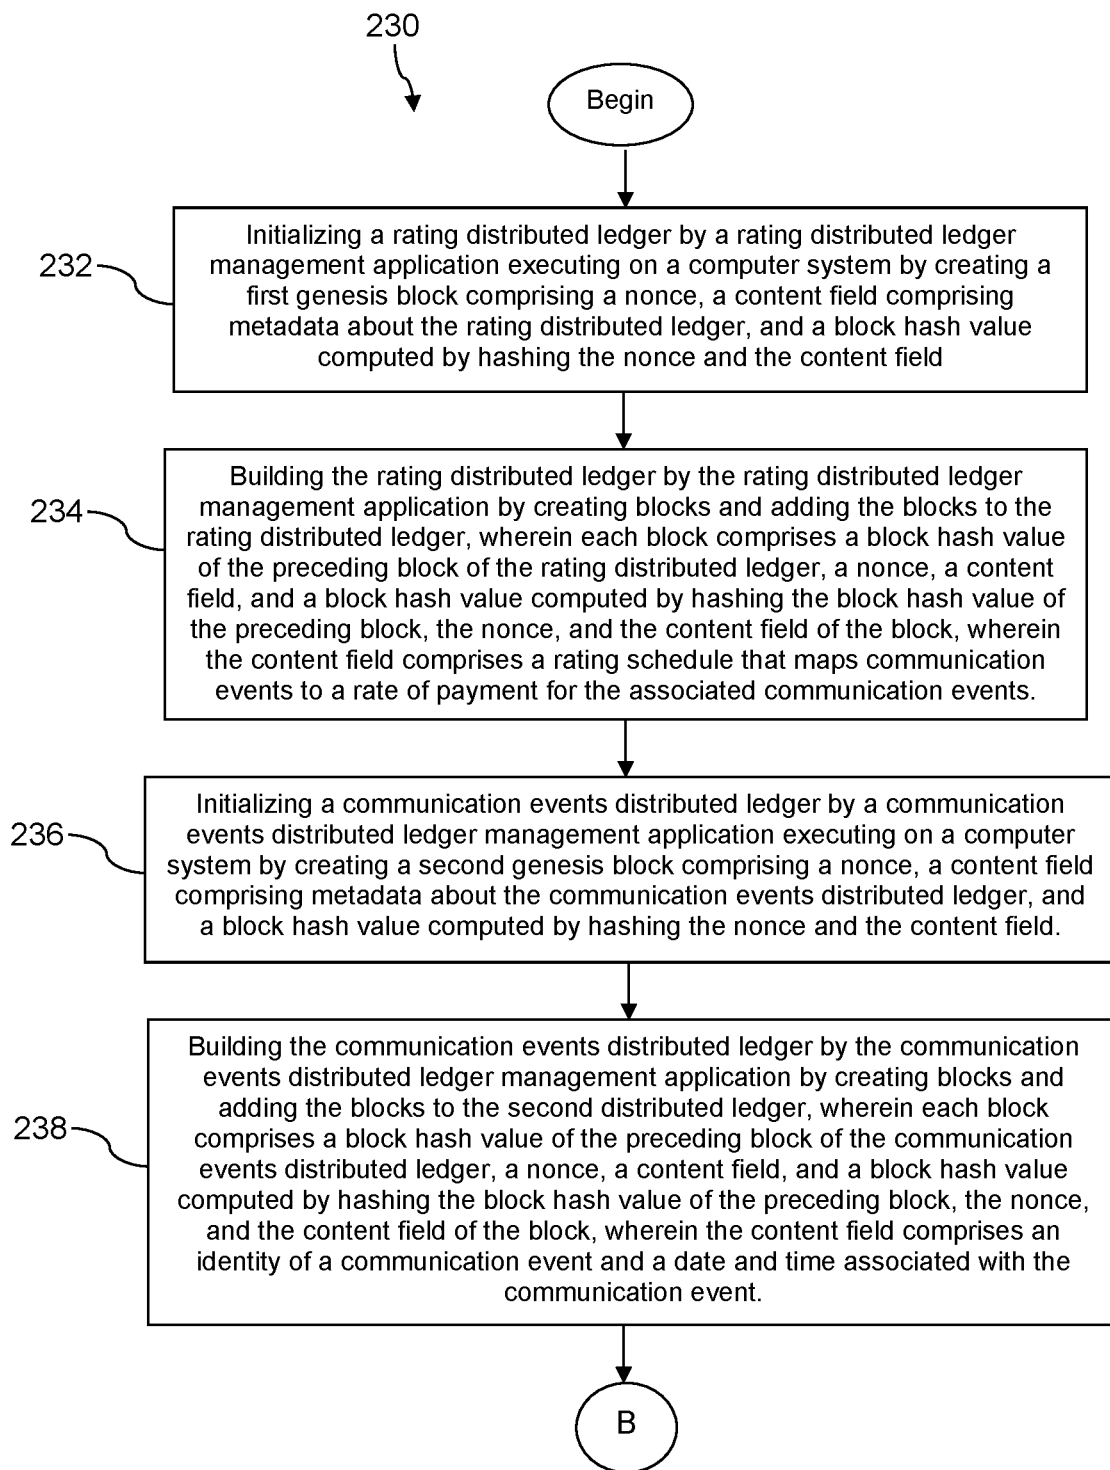 230
Begin
232
Initializing a rating distributed ledger by a rating distributed ledger
management application executing on a computer system by creating a
first genesis block comprising a nonce, a content field comprising
metadata about the rating distributed ledger, and a block hash value
computed by hashing the nonce and the content field
234
Building the rating distributed ledger by the rating distributed ledger
management application by creating blocks and adding the blocks to the
rating distributed ledger, wherein each block comprises a block hash value
of the preceding block of the rating distributed ledger, a nonce, a content
field, and a block hash value computed by hashing the block hash value of
the preceding block, the nonce, and the content field of the block, wherein
the content field comprises a rating schedule that maps communication
events to a rate of payment for the associated communication events.
236
Initializing a communication events distributed ledger by a communication
events distributed ledger management application executing on a computer
system by creating a second genesis block comprising a nonce, a content field
comprising metadata about the communication events distributed ledger, and
a block hash value computed by hashing the nonce and the content field.
238
Building the communication events distributed ledger by the communication
events distributed ledger management application by creating blocks and
adding the blocks to the second distributed ledger, wherein each block
comprises a block hash value of the preceding block of the communication
events distributed ledger, a nonce, a content field, and a block hash value
computed by hashing the block hash value of the preceding block, the nonce,
and the content field of the block, wherein the content field comprises an
identity of a communication event and a date and time associated with the
communication event.
B